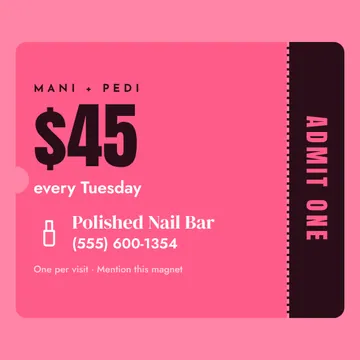 MANI + PEDI
$45
every Tuesday
Polished Nail Bar
(555) 600-1354
One per visit · Mention this magnet
ADMIT ONE